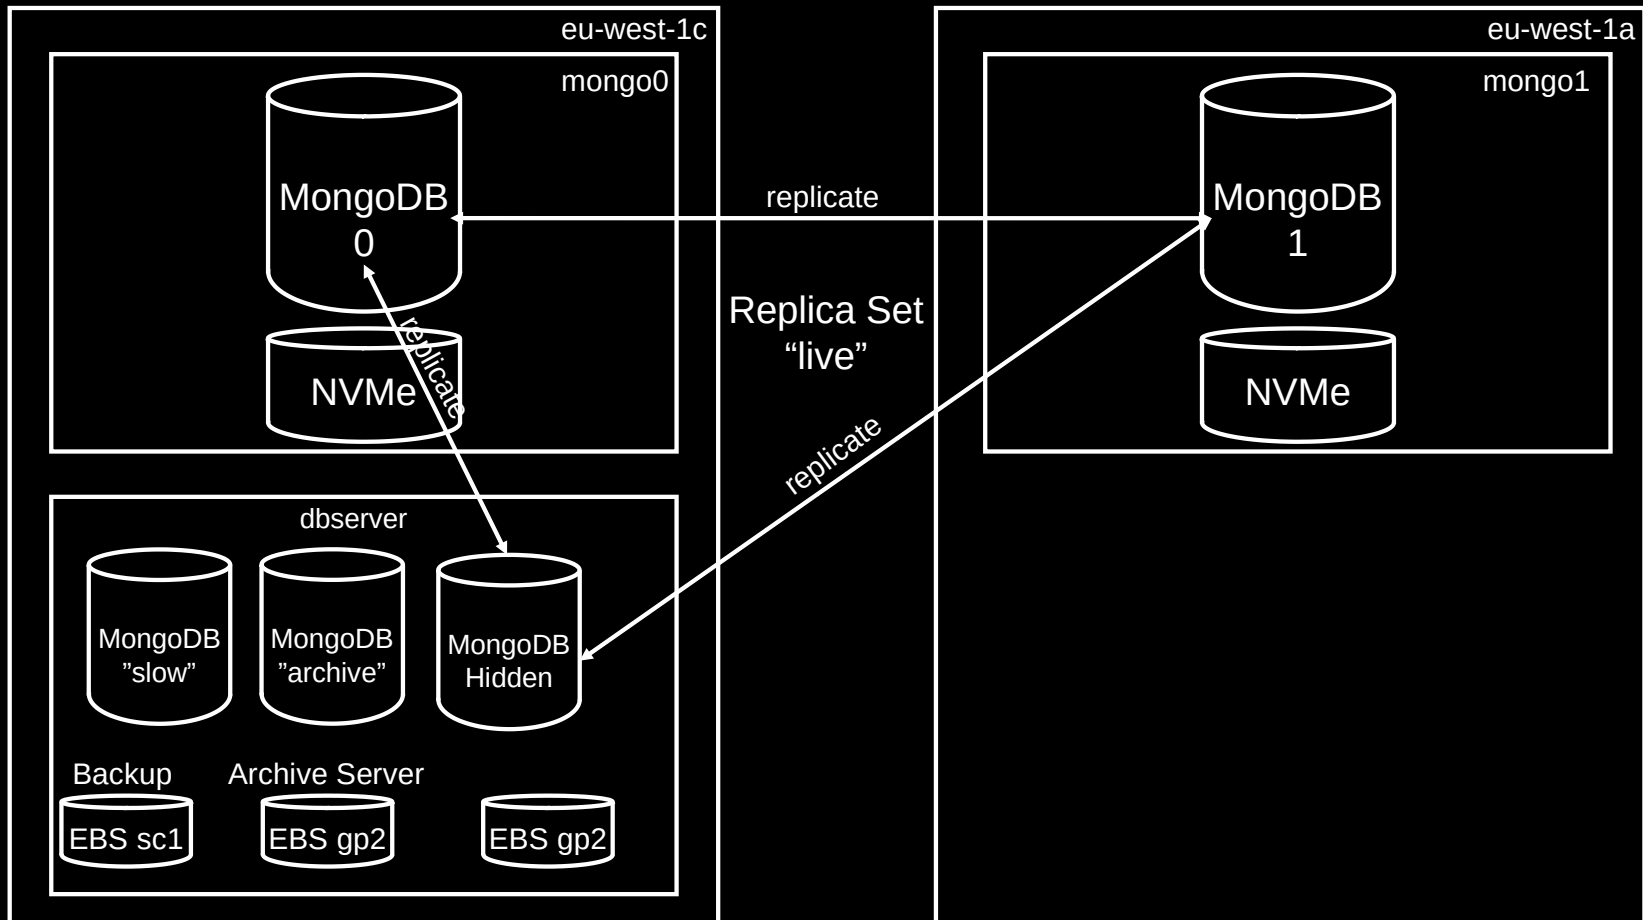 eu-west-1c
mongo0
MongoDB
0
NVMe
replicate
replicate
Replica Set
“live”
replicate
eu-west-1a
mongo1
MongoDB
1
NVMe
dbserver
MongoDB
”slow”
MongoDB
”archive”
MongoDB
Hidden
Backup
Archive Server
EBS sc1
EBS gp2
EBS gp2